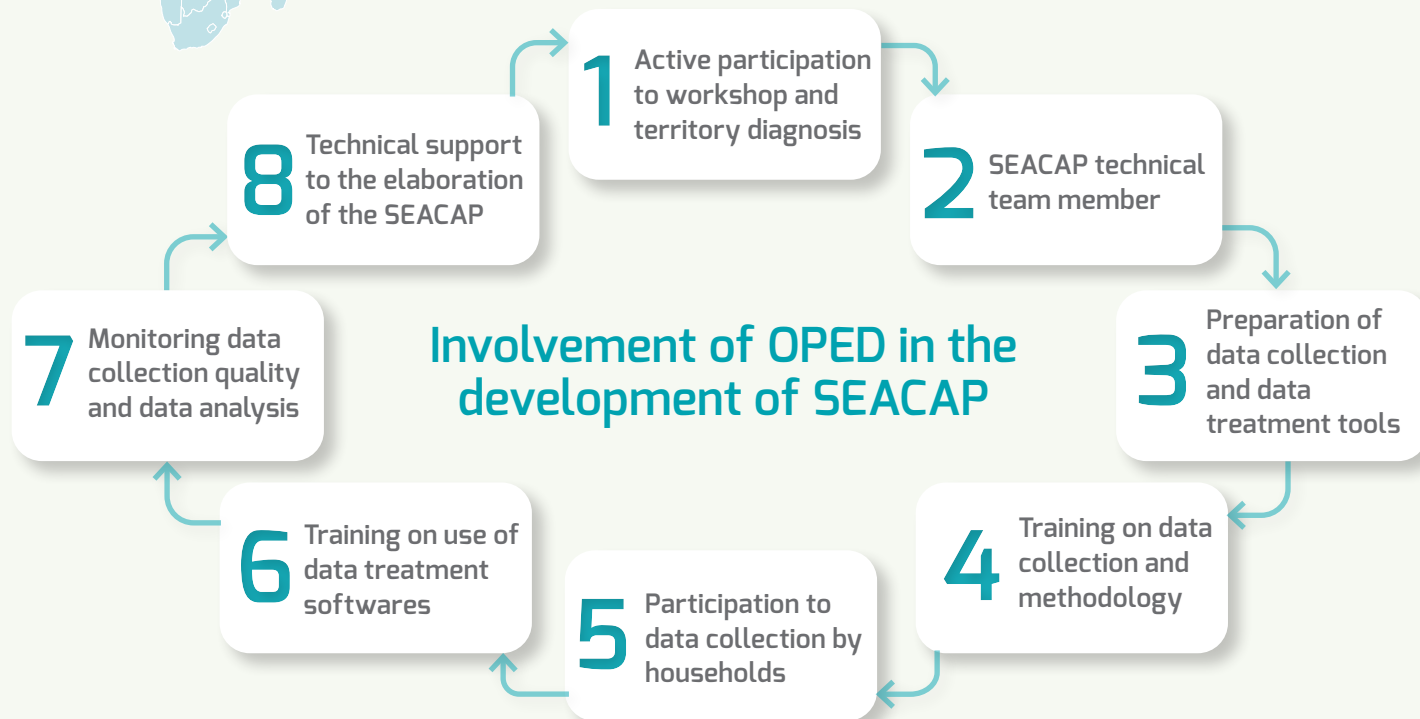 1
Active participation
to workshop and
territory diagnosis
2
SEACAP technical
team member
3
Preparation of
data collection
and data
treatment tools
4
Training on data
collection and
methodology
5
Participation to
data collection by
households
6
Training on use of
data treatment
softwares
7
Monitoring data
collection quality
and data analysis
8
Technical support
to the elaboration
of the SEACAP
Involvement of OPED in the
development of SEACAP